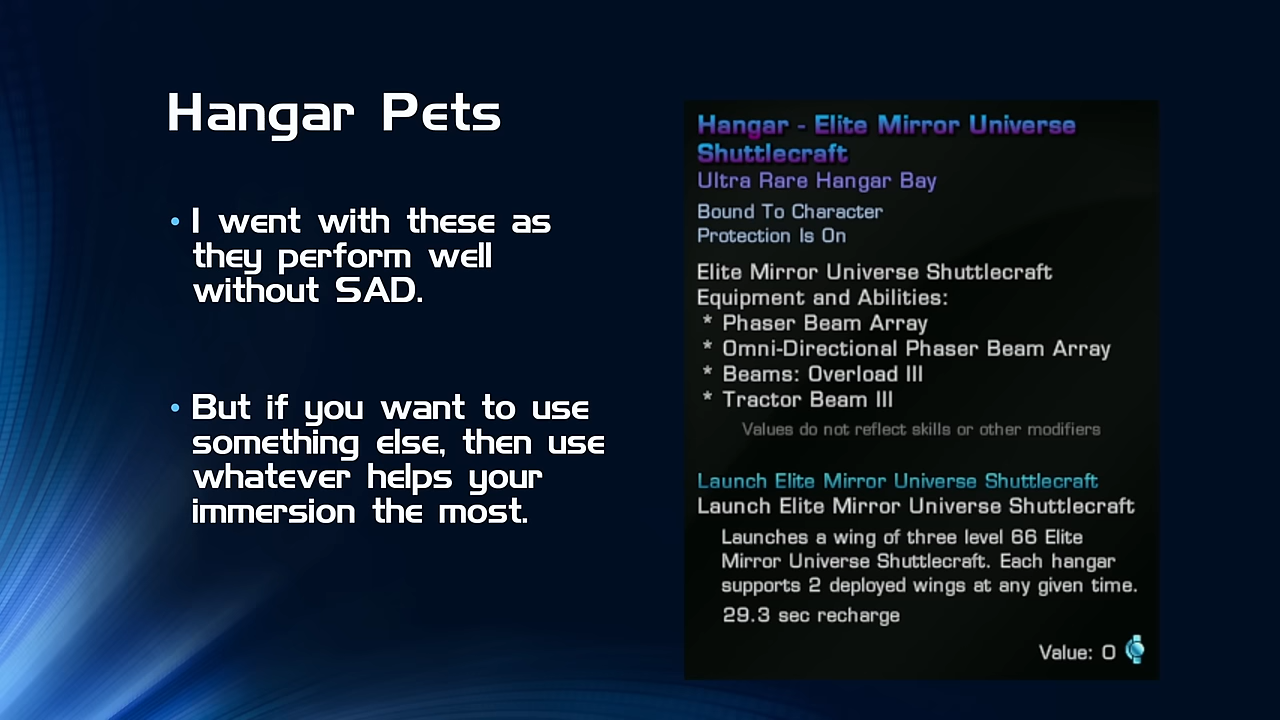 Hangar Pets
• I went with these as
they perform well
without SAD.
• But if you want to use
something else, then use
whatever helps your
immersion the most.
Hangar - Elite Mirror Universe
Shuttlecraft
Ultra Rare Hangar Bay
Bound To Character
Protection Is On
Elite Mirror Universe Shuttlecraft
Equipment and Abilities:
* Phaser Beam Array
* Omni-Directional Phaser Beam Array
* Beams: Overload III
* Tractor Beam III
Values do not reflect skills or other modifiers
Launch Elite Mirror Universe Shuttlecraft
Launch Elite Mirror Universe Shuttlecraft
Launches a wing of three level 66 Elite
Mirror Universe Shuttlecraft. Each hangar
supports 2 deployed wings at any given time.
29.3 sec recharge
Value: 0